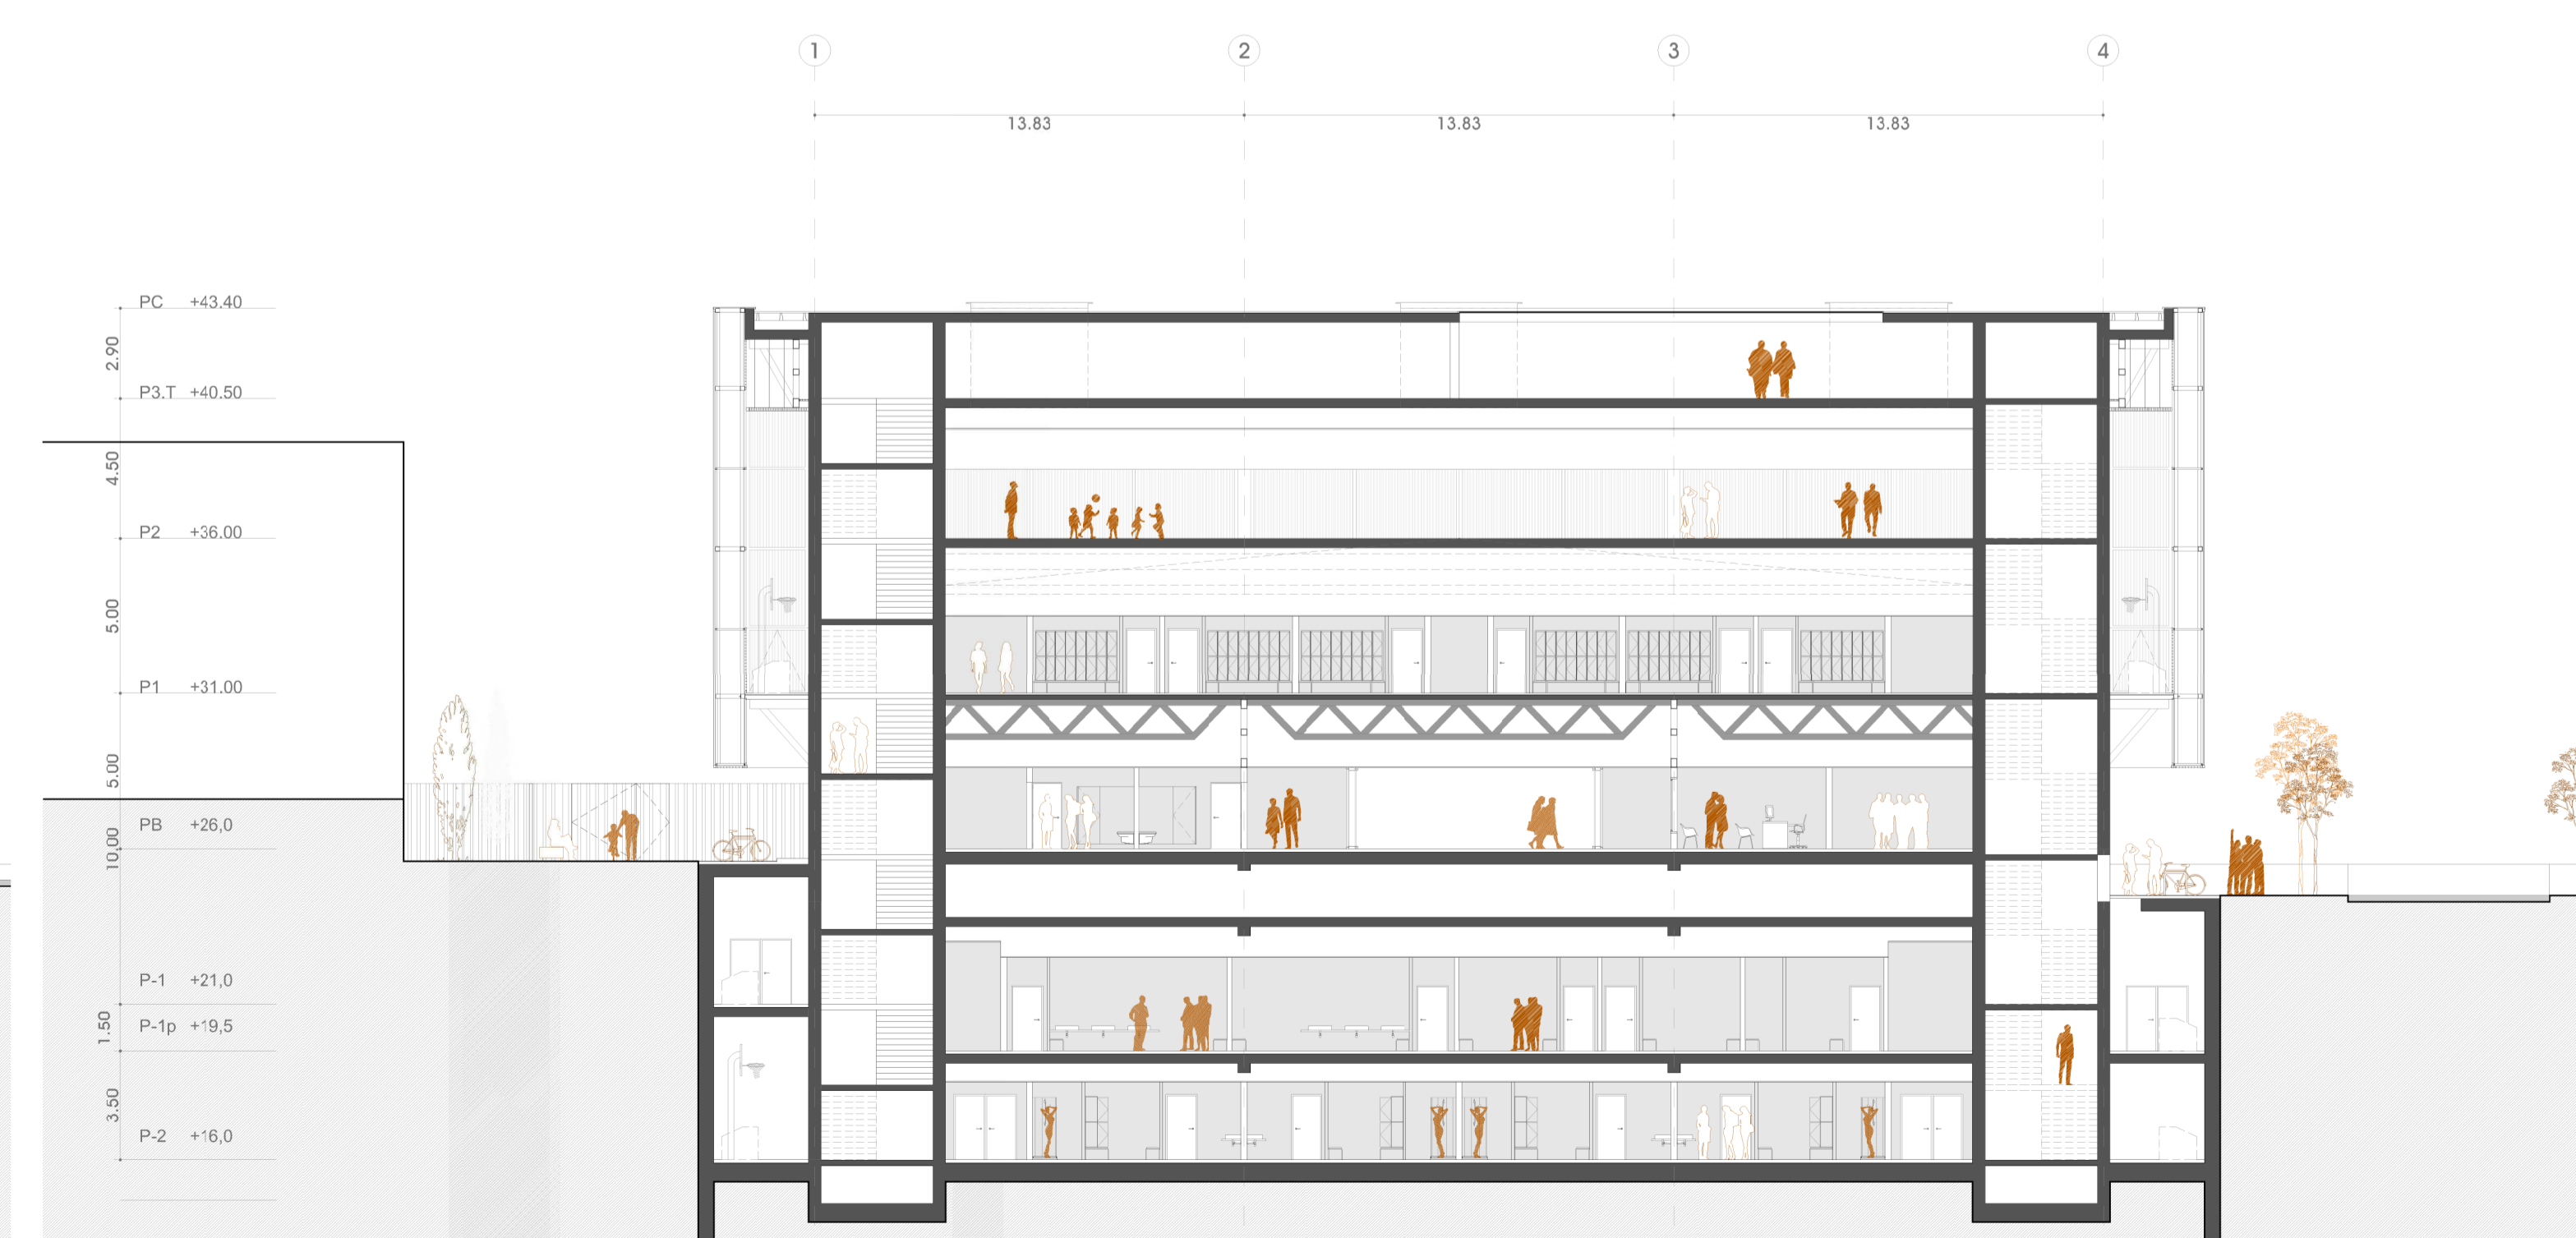 1 2 3 4
13.83 13.83 13.83
PC +43.40
2.90
P3.T +40.50
4.50
P2 +36.00
5.00
P1 +31.00
5.00
PB +26,0
10.00
P-1 +21,0
1.50
P-1p +19,5
3.50
P-2 +16,0